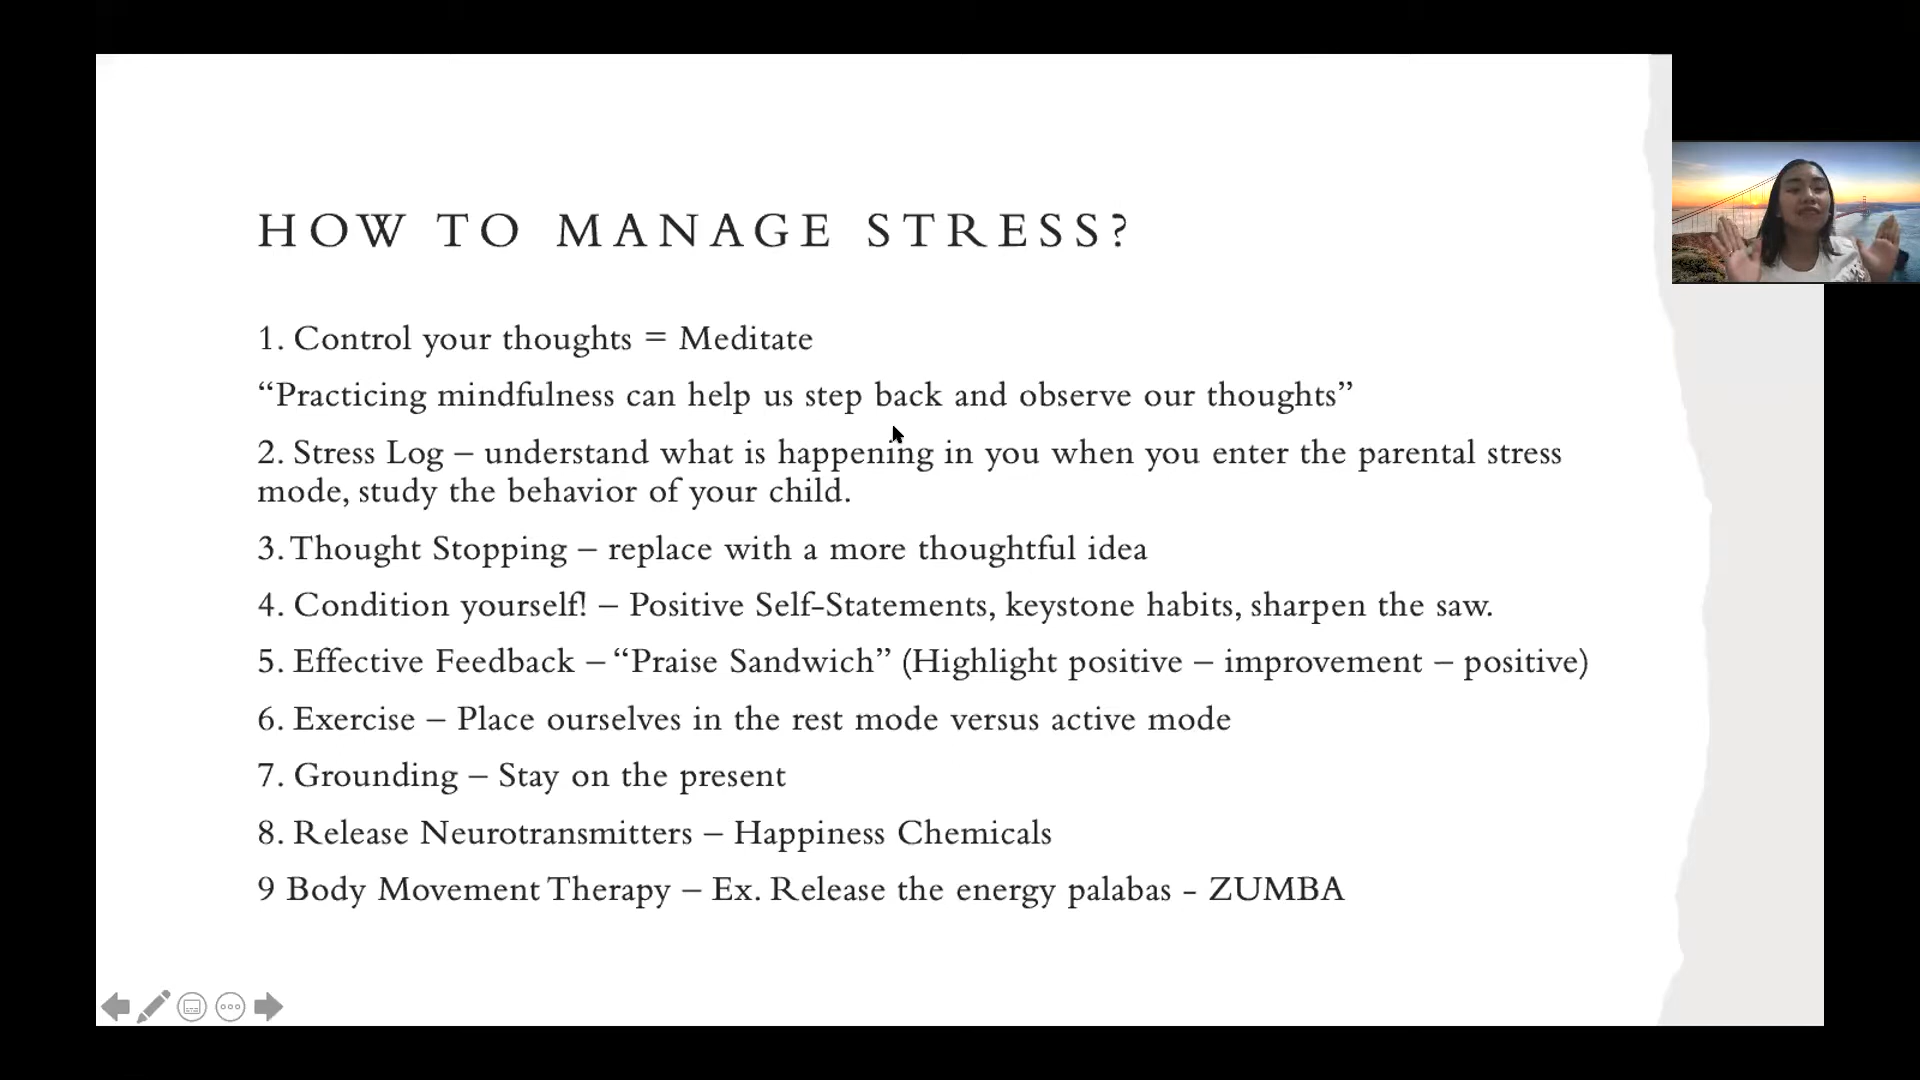 HOW TO MANAGE STRESS?
1. Control your thoughts = Meditate
“Practicing mindfulness can help us step back and observe our thoughts”
2. Stress Log – understand what is happening in you when you enter the parental stress
mode, study the behavior of your child.
3. Thought Stopping – replace with a more thoughtful idea
4. Condition yourself! – Positive Self-Statements, keystone habits, sharpen the saw.
5. Effective Feedback – “Praise Sandwich” (Highlight positive – improvement – positive)
6. Exercise – Place ourselves in the rest mode versus active mode
7. Grounding – Stay on the present
8. Release Neurotransmitters – Happiness Chemicals
9 Body Movement Therapy – Ex. Release the energy palabas - ZUMBA